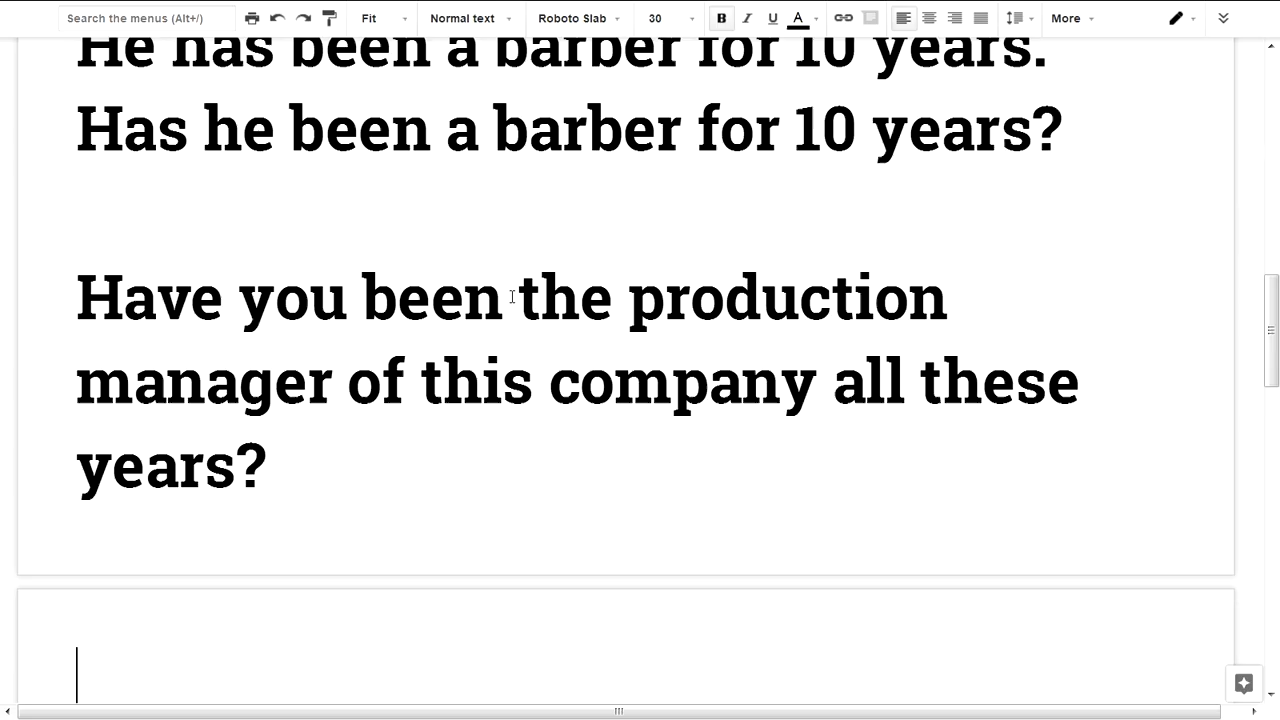 Search the menus (Alt+/) Fit Normal text Roboto Slab 30 B I U A More
He has been a barber for 10 years.
Has he been a barber for 10 years?
Have you been the production
manager of this company all these
years?